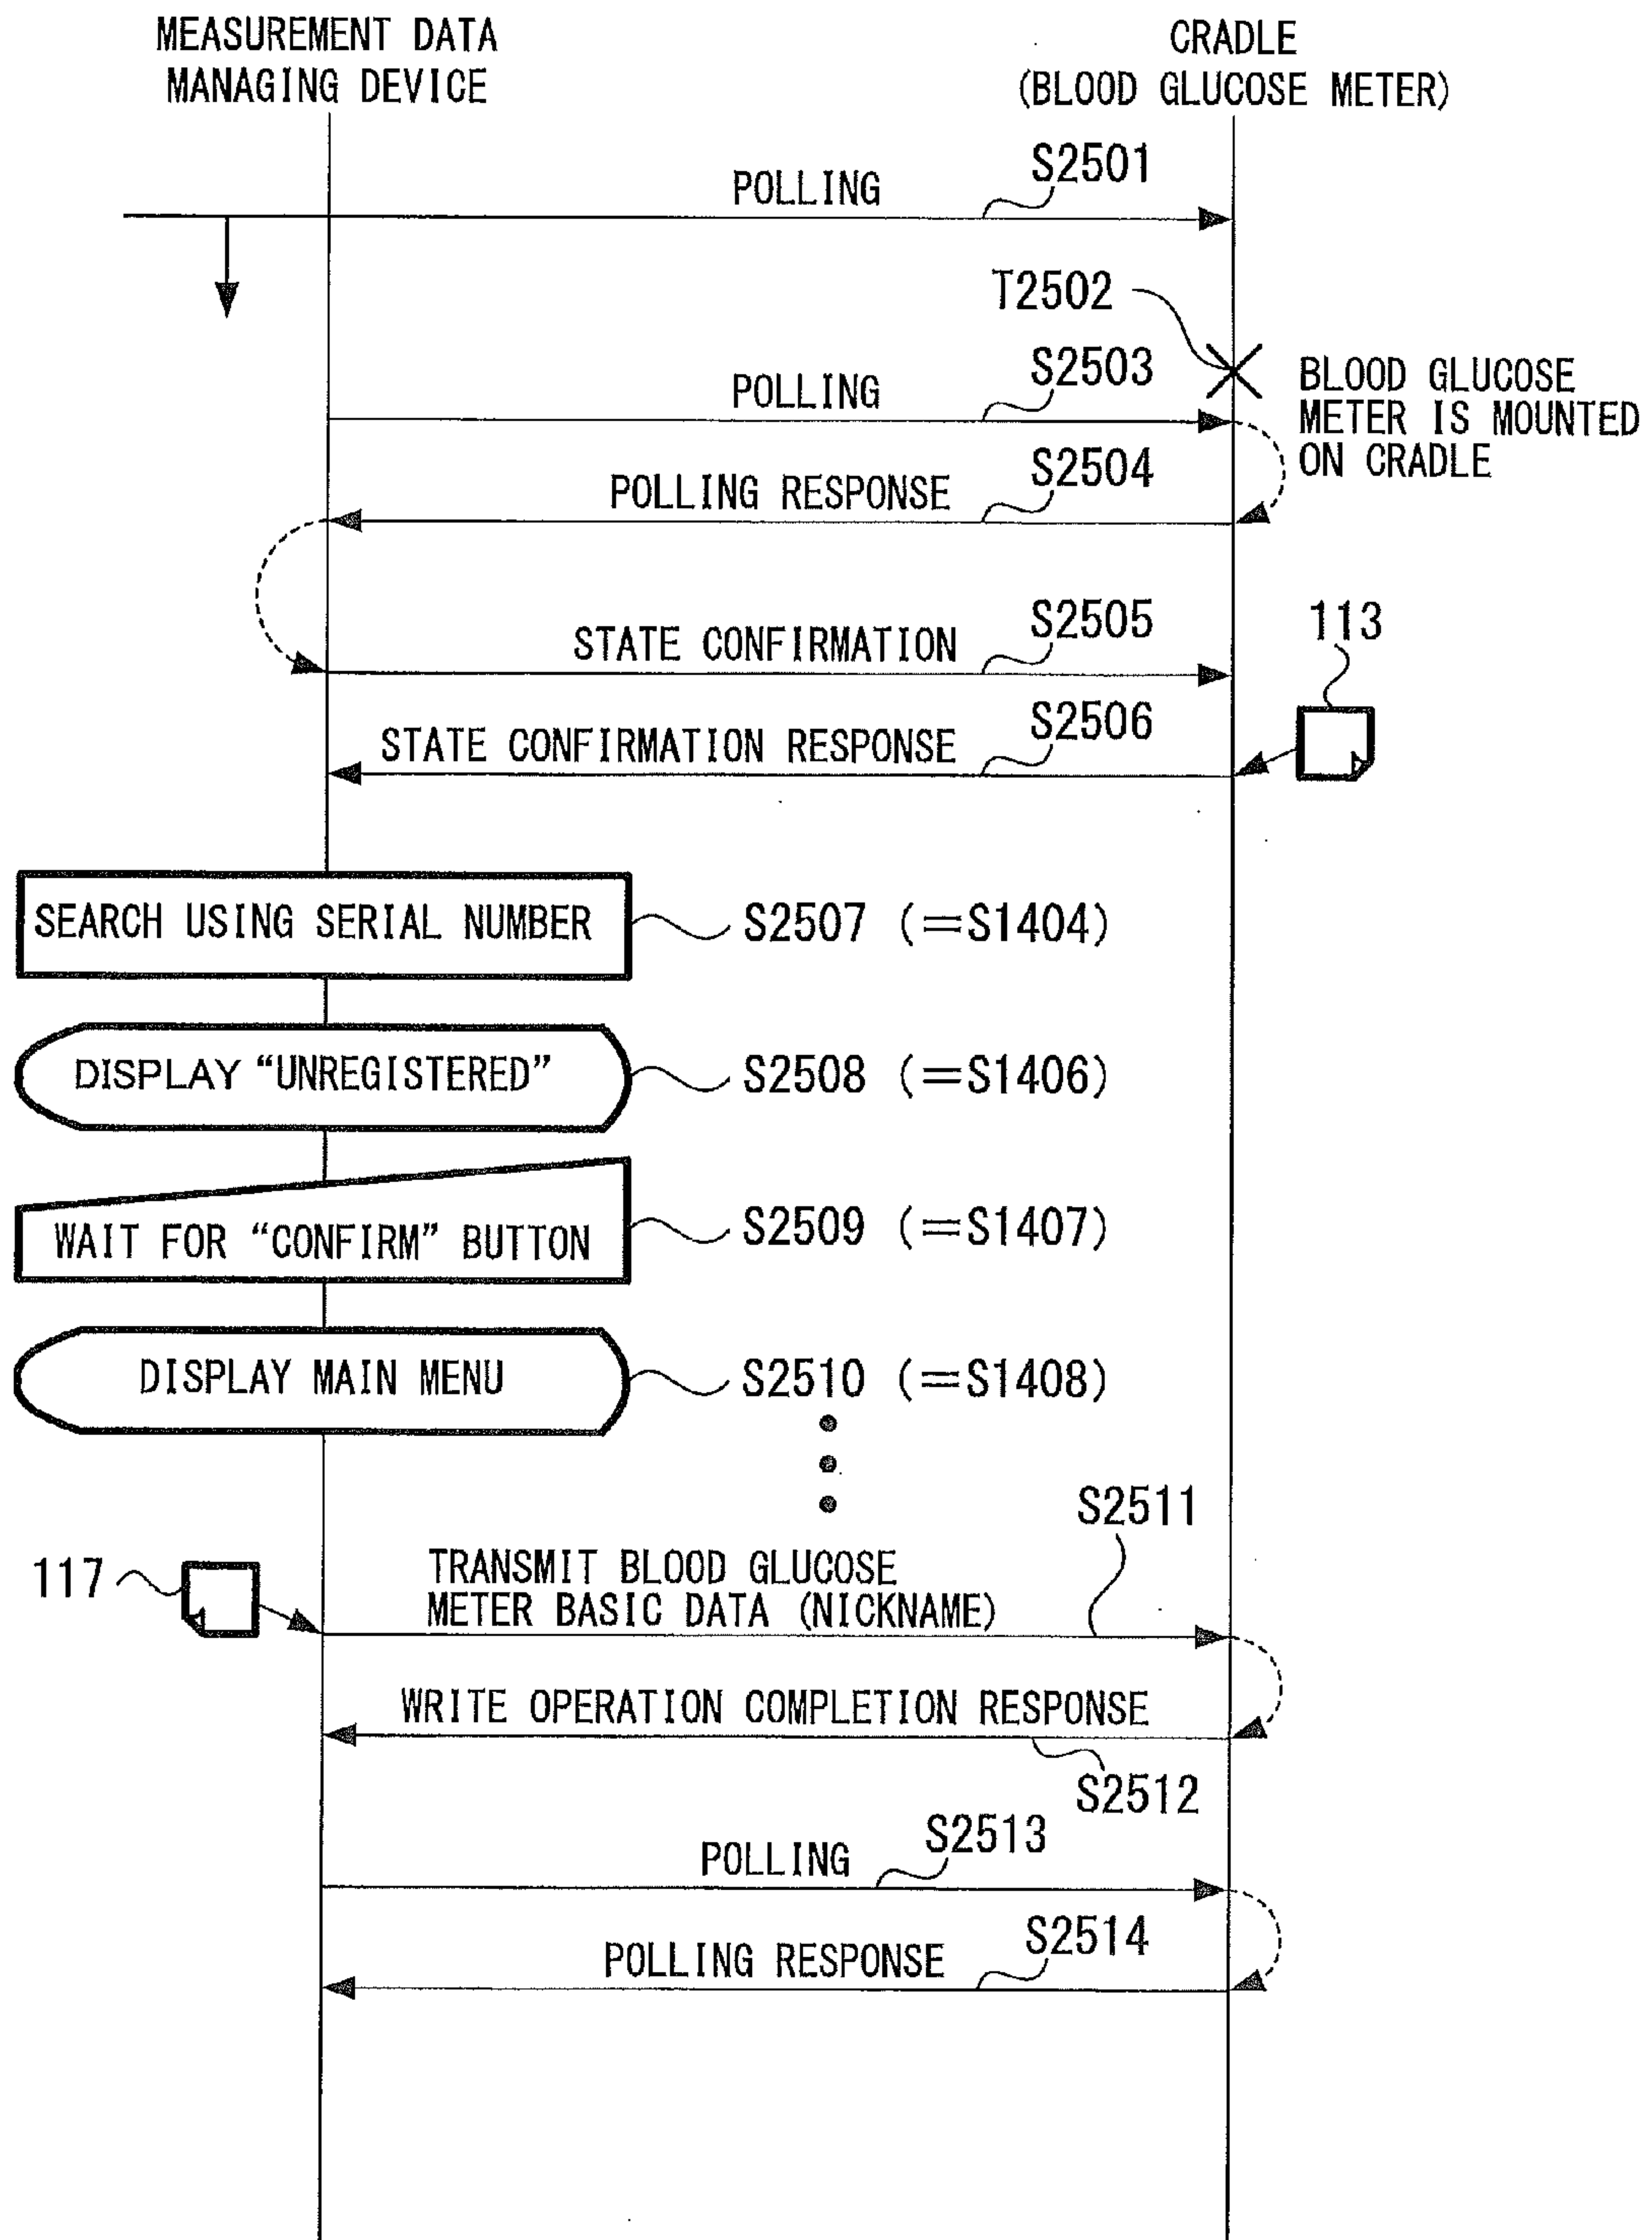 MEASUREMENT DATA
MANAGING DEVICE
CRADLE
(BLOOD GLUCOSE METER)
S2501
POLLING
T2502
S2503
POLLING
BLOOD GLUCOSE
METER IS MOUNTED
ON CRADLE
S2504
POLLING RESPONSE
S2505
STATE CONFIRMATION
113
S2506
STATE CONFIRMATION RESPONSE
SEARCH USING SERIAL NUMBER
S2507 (=S1404)
DISPLAY “UNREGISTERED”
S2508 (=S1406)
WAIT FOR “CONFIRM” BUTTON
S2509 (=S1407)
DISPLAY MAIN MENU
S2510 (=S1408)
S2511
117
TRANSMIT BLOOD GLUCOSE
METER BASIC DATA (NICKNAME)
WRITE OPERATION COMPLETION RESPONSE
S2512
S2513
POLLING
S2514
POLLING RESPONSE